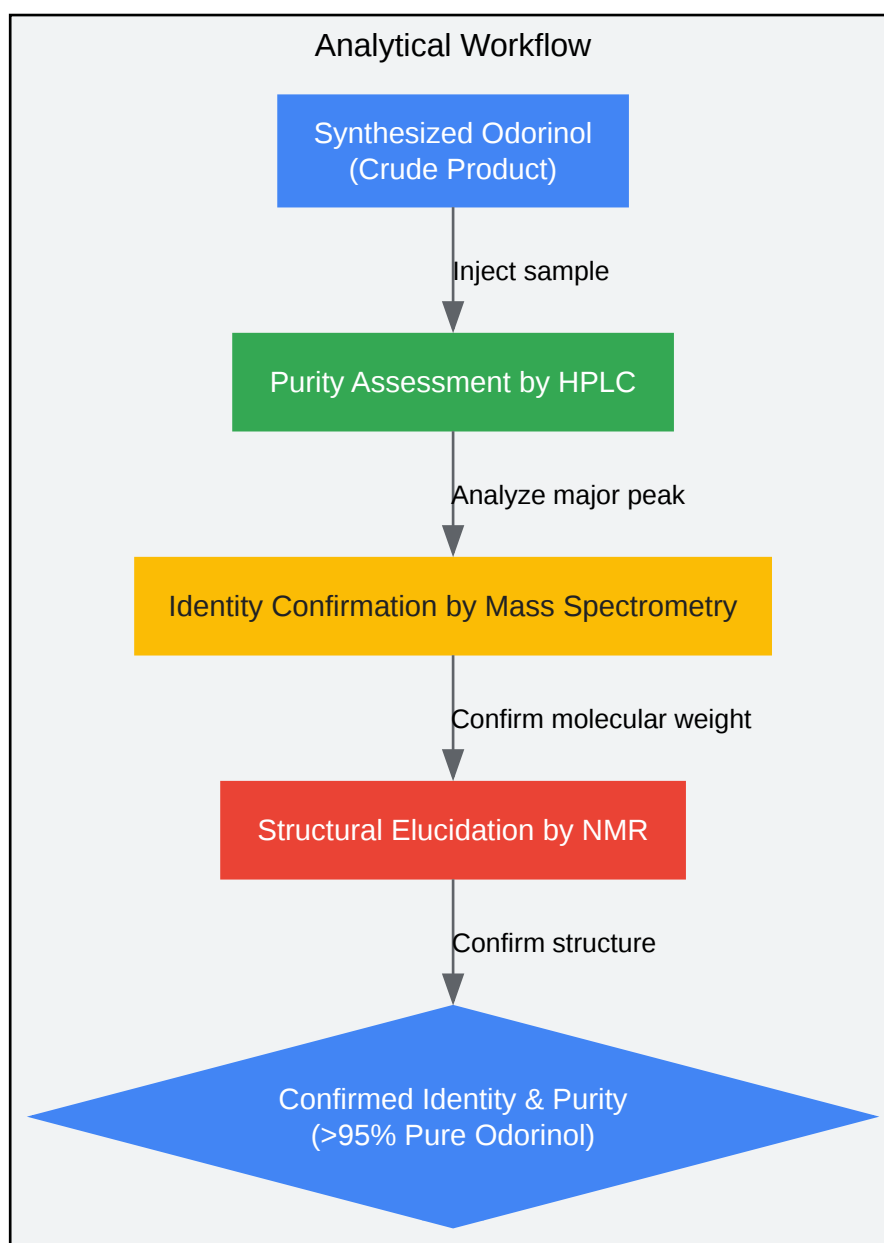 Analytical Workflow
Synthesized Odorinol
(Crude Product)
Inject sample
Purity Assessment by HPLC
Analyze major peak
Identity Confirmation by Mass Spectrometry
Confirm molecular weight
Structural Elucidation by NMR
Confirm structure
Confirmed Identity & Purity
(>95% Pure Odorinol)